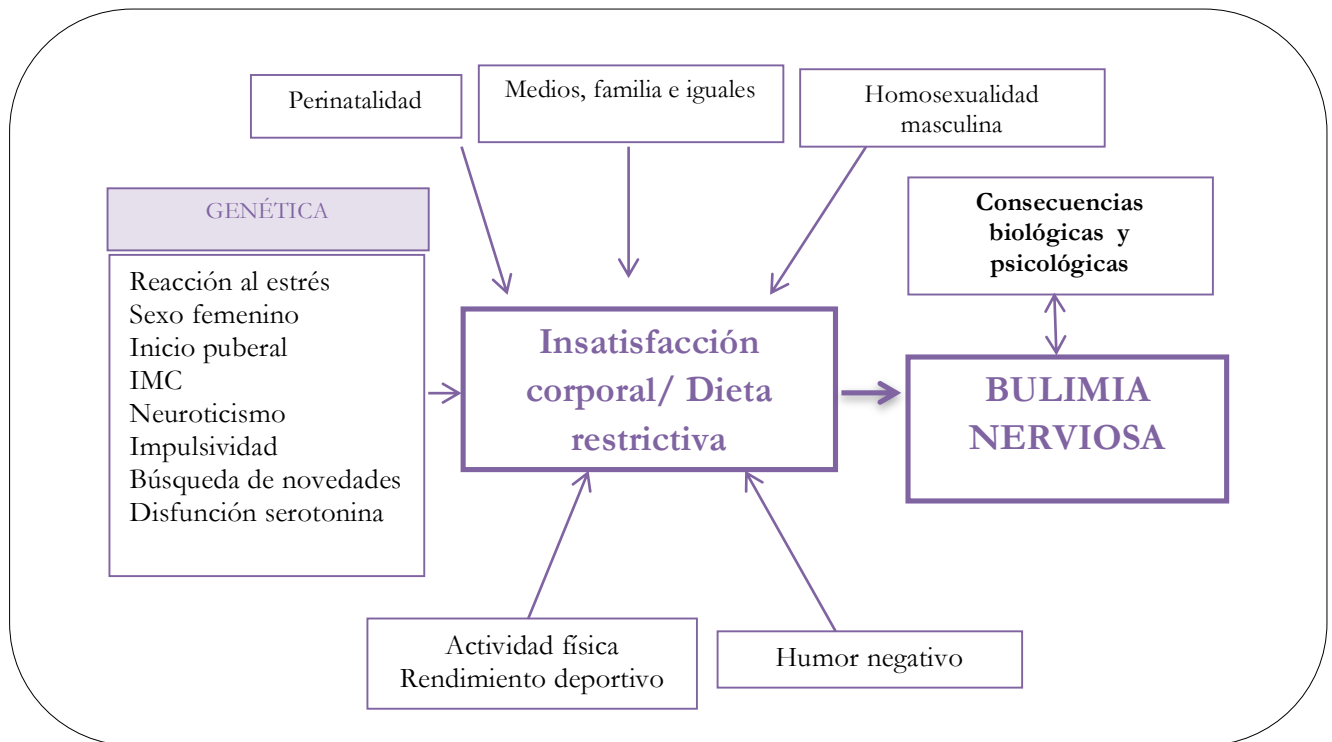 Perinatalidad
Medios, familia e iguales
Homosexualidad
masculina
GENÉTICA
Reacción al estrés
Sexo femenino
Inicio puberal
IMC
Neuroticismo
Impulsividad
Búsqueda de novedades
Disfunción serotonina
Insatisfacción
corporal/ Dieta
restrictiva
Consecuencias
biológicas y
psicológicas
BULIMIA
NERVIOSA
Actividad física
Rendimiento deportivo
Humor negativo